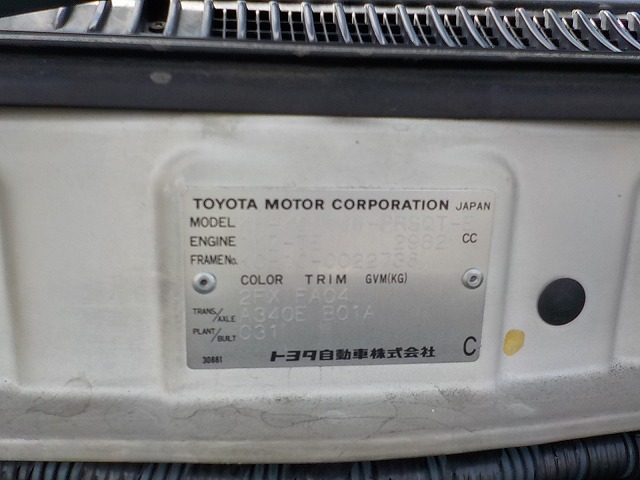 TOYOTA MOTOR CORPORATION JAPAN
MODEL
ENGINE 2982 CC
FRAME No.
COLOR TRIM GVM(KG)
2FX FA04
TRANS./AXLE A340E B01A
PLANT/BUILT C31
30881 トヨタ自動車株式会社 C